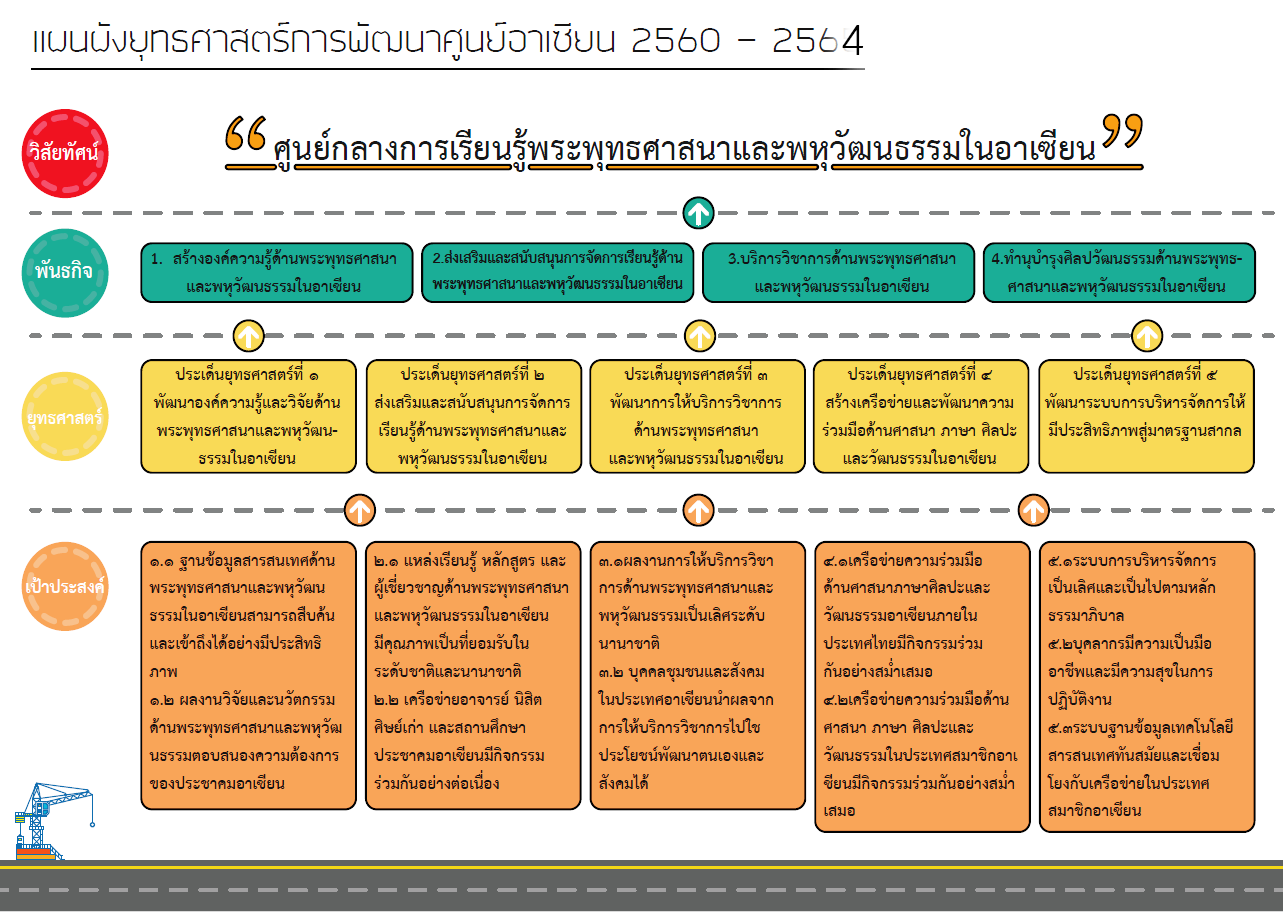 แผนผังยุทธศาสตร์การพัฒนาศูนย์อาเซียน 2560 – 2564
วิสัยทัศน์
“ศูนย์กลางการเรียนรู้พระพุทธศาสนาและพหุวัฒนธรรมในอาเซียน”
พันธกิจ
1. สร้างองค์ความรู้ด้านพระพุทธศาสนา
และพหุวัฒนธรรมในอาเซียน
2.ส่งเสริมและสนับสนุนการจัดการเรียนรู้ด้าน
พระพุทธศาสนาและพหุวัฒนธรรมในอาเซียน
3.บริการวิชาการด้านพระพุทธศาสนา
และพหุวัฒนธรรมในอาเซียน
4.ทำนุบำรุงศิลปวัฒนธรรมด้านพระพุทธ-
ศาสนาและพหุวัฒนธรรมในอาเซียน
ยุทธศาสตร์
ประเด็นยุทธศาสตร์ที่ ๑
พัฒนาองค์ความรู้และวิจัยด้าน
พระพุทธศาสนาและพหุวัฒน-
ธรรมในอาเซียน
ประเด็นยุทธศาสตร์ที่ ๒
ส่งเสริมและสนับสนุนการจัดการ
เรียนรู้ด้านพระพุทธศาสนาและ
พหุวัฒนธรรมในอาเซียน
ประเด็นยุทธศาสตร์ที่ ๓
พัฒนาการให้บริการวิชาการ
ด้านพระพุทธศาสนา
และพหุวัฒนธรรมในอาเซียน
ประเด็นยุทธศาสตร์ที่ ๔
สร้างเครือข่ายและพัฒนาความ
ร่วมมือด้านศาสนา ภาษา ศิลปะ
และวัฒนธรรมในอาเซียน
ประเด็นยุทธศาสตร์ที่ ๕
พัฒนาระบบการบริหารจัดการให้
มีประสิทธิภาพสู่มาตรฐานสากล
เป้าประสงค์
๑.๑ ฐานข้อมูลสารสนเทศด้าน
พระพุทธศาสนาและพหุวัฒน
ธรรมในอาเซียนสามารถสืบค้น
และเข้าถึงได้อย่างมีประสิทธิ
ภาพ
๑.๒ ผลงานวิจัยและนวัตกรรม
ด้านพระพุทธศาสนาและพหุวัฒ
นธรรมตอบสนองความต้องการ
ของประชาคมอาเซียน
๒.๑ แหล่งเรียนรู้ หลักสูตร และ
ผู้เชี่ยวชาญด้านพระพุทธศาสนา
และพหุวัฒนธรรมในอาเซียน
มีคุณภาพเป็นที่ยอมรับใน
ระดับชาติและนานาชาติ
๒.๒ เครือข่ายอาจารย์ นิสิต
ศิษย์เก่า และสถานศึกษา
ประชาคมอาเซียนมีกิจกรรม
ร่วมกันอย่างต่อเนื่อง
๓.๑ผลงานการให้บริการวิชา
การด้านพระพุทธศาสนาและ
พหุวัฒนธรรมเป็นเลิศระดับ
นานาชาติ
๓.๒ บุคคลชุมชนและสังคม
ในประเทศอาเซียนนำผลจาก
การให้บริการวิชาการไปใช
ประโยชน์พัฒนาตนเองและ
สังคมได้
๔.๑เครือข่ายความร่วมมือ
ด้านศาสนาภาษาศิลปะและ
วัฒนธรรมอาเซียนภายใน
ประเทศไทยมีกิจกรรมร่วม
กันอย่างสม่ำเสมอ
๔.๒เครือข่ายความร่วมมือด้าน
ศาสนา ภาษา ศิลปะและ
วัฒนธรรมในประเทศสมาชิกอาเ
ซียนมีกิจกรรมร่วมกันอย่างสม่ำ
เสมอ
๕.๑ระบบการบริหารจัดการ
เป็นเลิศและเป็นไปตามหลัก
ธรรมาภิบาล
๕.๒บุคลากรมีความเป็นมือ
อาชีพและมีความสุขในการ
ปฏิบัติงาน
๕.๓ระบบฐานข้อมูลเทคโนโลยี
สารสนเทศทันสมัยและเชื่อม
โยงกับเครือข่ายในประเทศ
สมาชิกอาเซียน